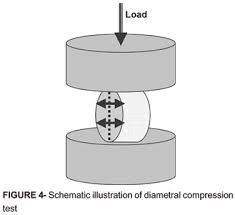 Load
FIGURE 4- Schematic illustration of diametral compression
test